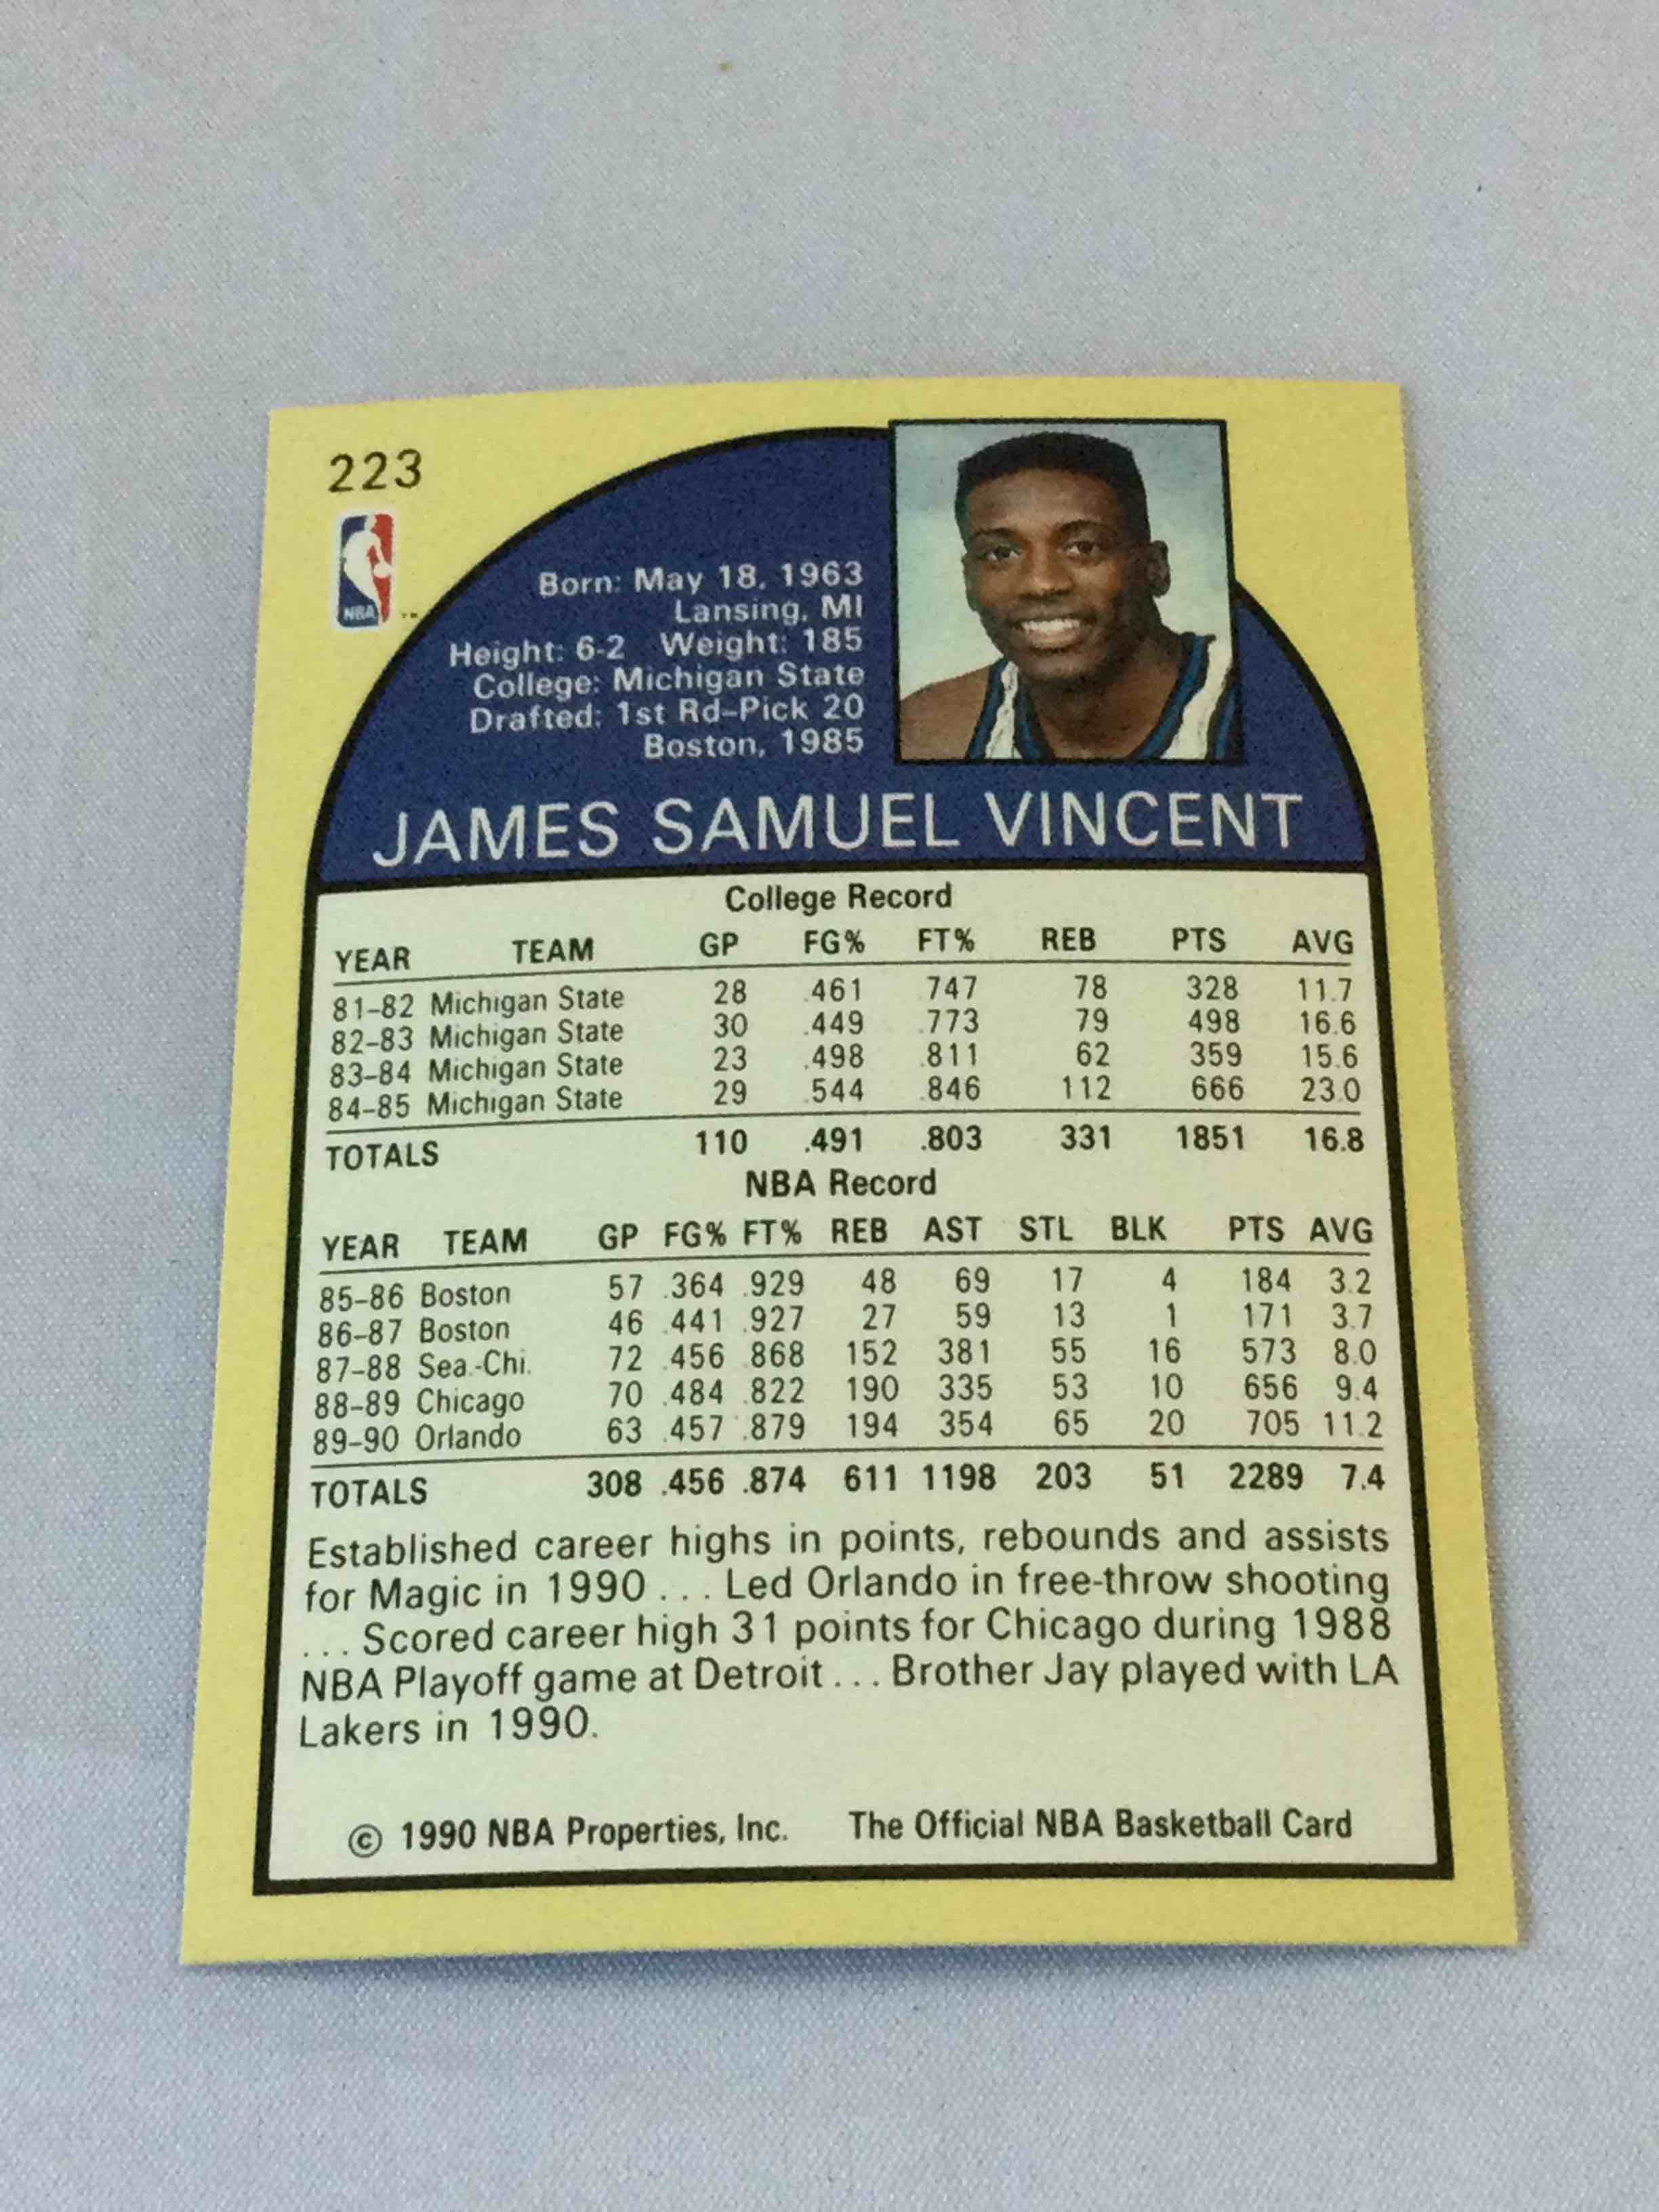 223
NBA
™
Born: May 18, 1963
Lansing, MI
Height: 6-2 Weight: 185
College: Michigan State
Drafted: 1st Rd–Pick 20
Boston, 1985
JAMES SAMUEL VINCENT
College Record
YEAR TEAM GP FG% FT% REB PTS AVG
81–82 Michigan State 28 .461 .747 78 328 11.7
82–83 Michigan State 30 .449 .773 79 498 16.6
83–84 Michigan State 23 .498 .811 62 359 15.6
84–85 Michigan State 29 .544 .846 112 666 23.0
TOTALS 110 .491 .803 331 1851 16.8
NBA Record
YEAR TEAM GP FG% FT% REB AST STL BLK PTS AVG
85–86 Boston 57 .364 .929 48 69 17 4 184 3.2
86–87 Boston 46 .441 .927 27 59 13 1 171 3.7
87–88 Sea.-Chi. 72 .456 .868 152 381 55 16 573 8.0
88–89 Chicago 70 .484 .822 190 335 53 10 656 9.4
89–90 Orlando 63 .457 .879 194 354 65 20 705 11.2
TOTALS 308 .456 .874 611 1198 203 51 2289 7.4
Established career highs in points, rebounds and assists
for Magic in 1990 . . . Led Orlando in free-throw shooting
. . . Scored career high 31 points for Chicago during 1988
NBA Playoff game at Detroit . . . Brother Jay played with LA
Lakers in 1990.
© 1990 NBA Properties, Inc. The Official NBA Basketball Card